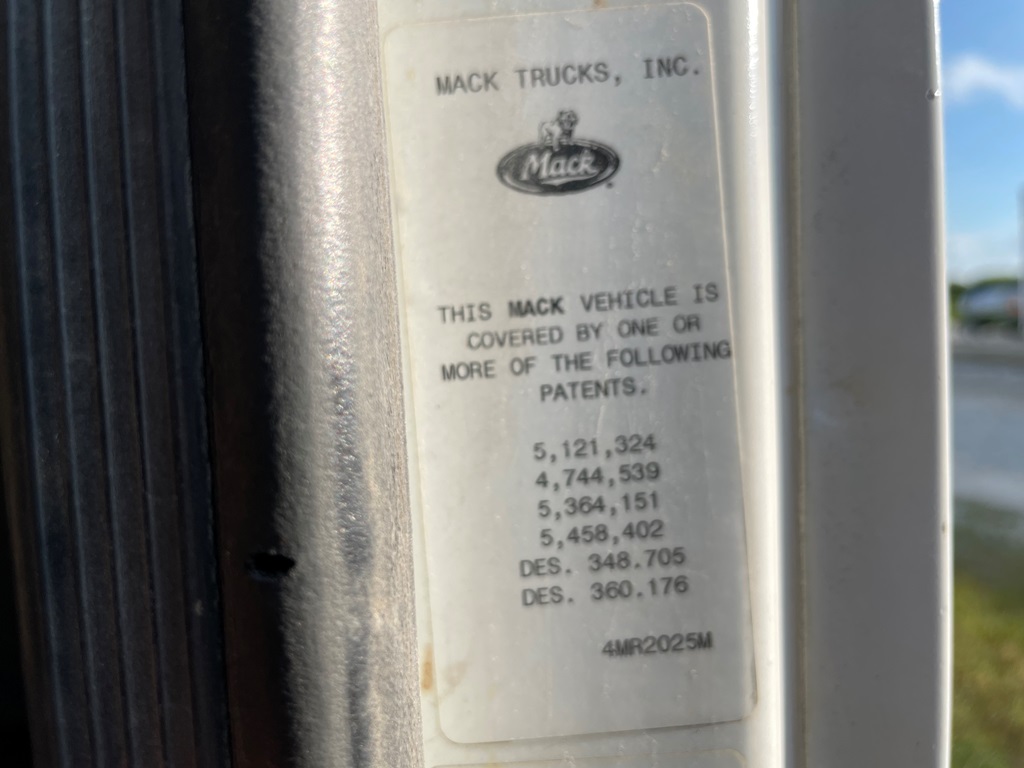 MACK TRUCKS, INC.
Mack
THIS MACK VEHICLE IS
COVERED BY ONE OR
MORE OF THE FOLLOWING
PATENTS.
5,121,324
4,744,539
5,364,151
5,458,402
DES. 348.705
DES. 360.176
4MR2025M